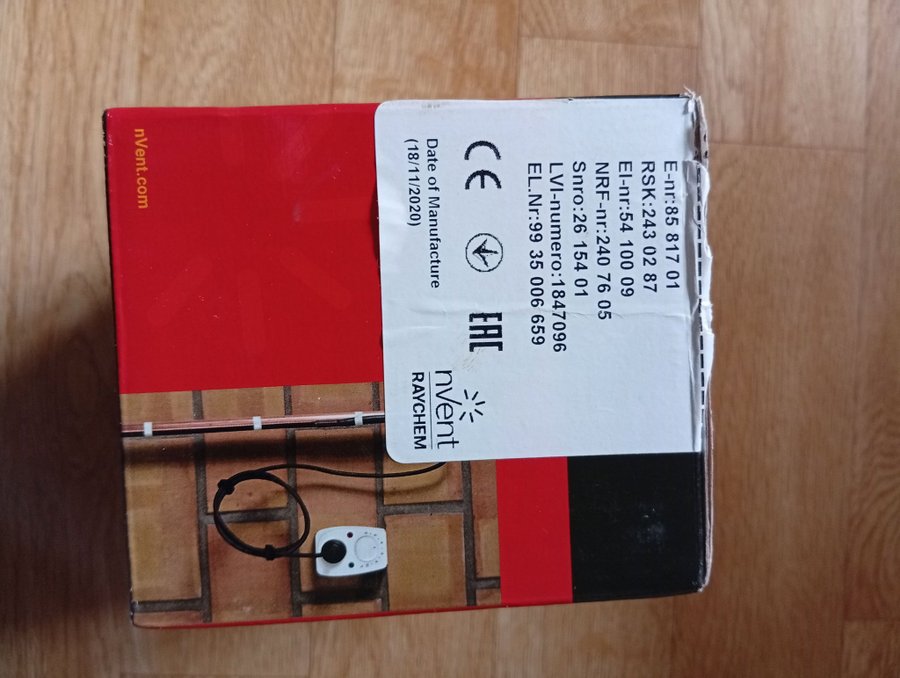 E-nr:85 817 01
RSK:243 02 87
El-nr:54 100 09
NRF-nr:240 76 05
Snro:26 154 01
LVI-numero:1847096
EL.Nr:99 35 006 659
CE
EAC
Date of Manufacture
(18/11/2020)
nVent
RAYCHEM
nVent.com